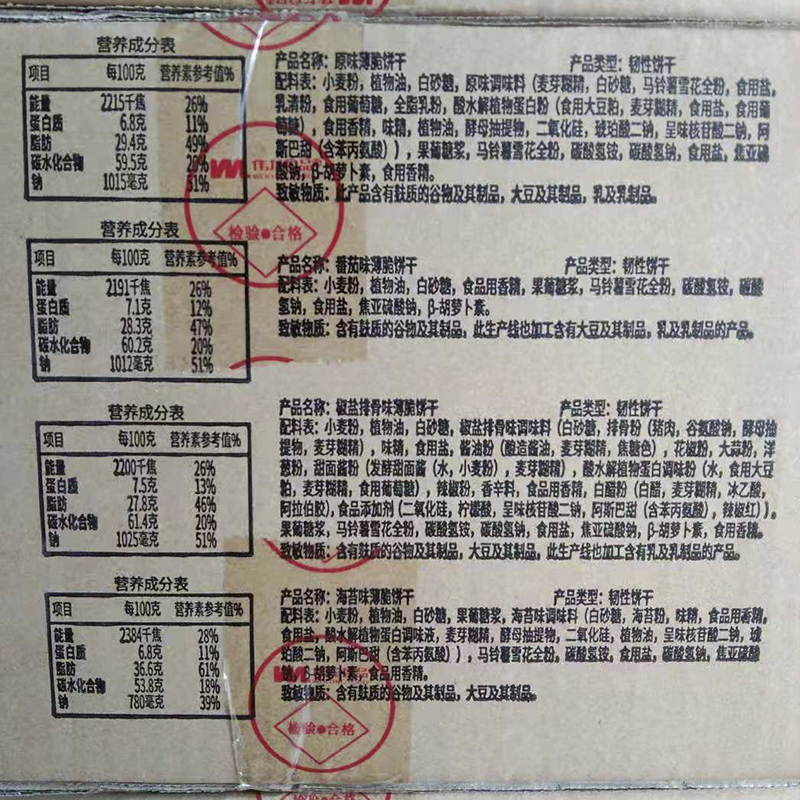 营养成分表
项目 每100克 营养素参考值%
能量 2215千焦 26%
蛋白质 6.8克 11%
脂肪 29.4克 49%
碳水化合物 59.5克 20%
钠 1015毫克 51%
产品名称：原味薄脆饼干 产品类型：韧性饼干
配料表：小麦粉，植物油，白砂糖，原味调味料（麦芽糊精，白砂糖，马铃薯雪花全粉，食用盐，
乳清粉，食用葡萄糖，全脂乳粉，酸水解植物蛋白粉（食用大豆粕，麦芽糊精，食用盐，食用葡
萄糖），食用香精，味精，植物油，酵母抽提物，二氧化硅，琥珀酸二钠，呈味核苷酸二钠，阿
斯巴甜（含苯丙氨酸）），果葡糖浆，马铃薯雪花全粉，碳酸氢铵，碳酸氢钠，食用盐，焦亚硫
酸钠，β-胡萝卜素，食用香精。
致敏物质：此产品含有麸质的谷物及其制品，大豆及其制品，乳及乳制品。
检验●合格
营养成分表
项目 每100克 营养素参考值%
能量 2191千焦 26%
蛋白质 7.1克 12%
脂肪 28.3克 47%
碳水化合物 60.2克 20%
钠 1012毫克 51%
产品名称：番茄味薄脆饼干 产品类型：韧性饼干
配料表：小麦粉，植物油，白砂糖，食品用香精，果葡糖浆，马铃薯雪花全粉，碳酸氢铵，碳酸
氢钠，食用盐，焦亚硫酸钠，β-胡萝卜素。
致敏物质：含有麸质的谷物及其制品，此生产线也加工含有大豆及其制品，乳及乳制品的产品。
营养成分表
项目 每100克 营养素参考值%
能量 2200千焦 26%
蛋白质 7.5克 13%
脂肪 27.8克 46%
碳水化合物 61.4克 20%
钠 1025毫克 51%
产品名称：椒盐排骨味薄脆饼干 产品类型：韧性饼干
配料表：小麦粉，植物油，白砂糖，椒盐排骨味调味料（白砂糖，排骨粉（猪肉，谷氨酸钠，酵母抽
提物，麦芽糊精），味精，食用盐，酱油粉（酿造酱油，麦芽糊精，焦糖色），花椒粉，大蒜粉，洋
葱粉，甜面酱粉（发酵甜面酱（水，小麦粉），麦芽糊精），酸水解植物蛋白调味粉（水，食用大豆
粕，麦芽糊精，食用葡萄糖），辣椒粉，香辛料，食品用香精，白醋粉（白醋，麦芽糊精，冰乙酸，
阿拉伯胶），食品添加剂（二氧化硅，柠檬酸，呈味核苷酸二钠，阿斯巴甜（含苯丙氨酸），辣椒红））。
果葡糖浆，马铃薯雪花全粉，碳酸氢铵，碳酸氢钠，食用盐，焦亚硫酸钠，β-胡萝卜素，食用香精。
致敏物质：含有麸质的谷物及其制品，大豆及其制品，此生产线也加工含有乳及乳制品的产品。
营养成分表
项目 每100克 营养素参考值%
能量 2384千焦 28%
蛋白质 6.8克 11%
脂肪 36.6克 61%
碳水化合物 53.8克 18%
钠 780毫克 39%
产品名称：海苔味薄脆饼干 产品类型：韧性饼干
配料表：小麦粉，植物油，白砂糖，果葡糖浆，海苔味调味料（白砂糖，海苔粉，味精，食品用香精，
食用盐，酸水解植物蛋白调味液，麦芽糊精，酵母抽提物，二氧化硅，植物油，呈味核苷酸二钠，琥
珀酸二钠，阿斯巴甜（含苯丙氨酸）），马铃薯雪花全粉，碳酸氢铵，食用盐，碳酸氢钠，焦亚硫酸
钠，β-胡萝卜素，食用香精。
致敏物质：含有麸质的谷物及其制品，大豆及其制品。
检验●合格
检验●合格